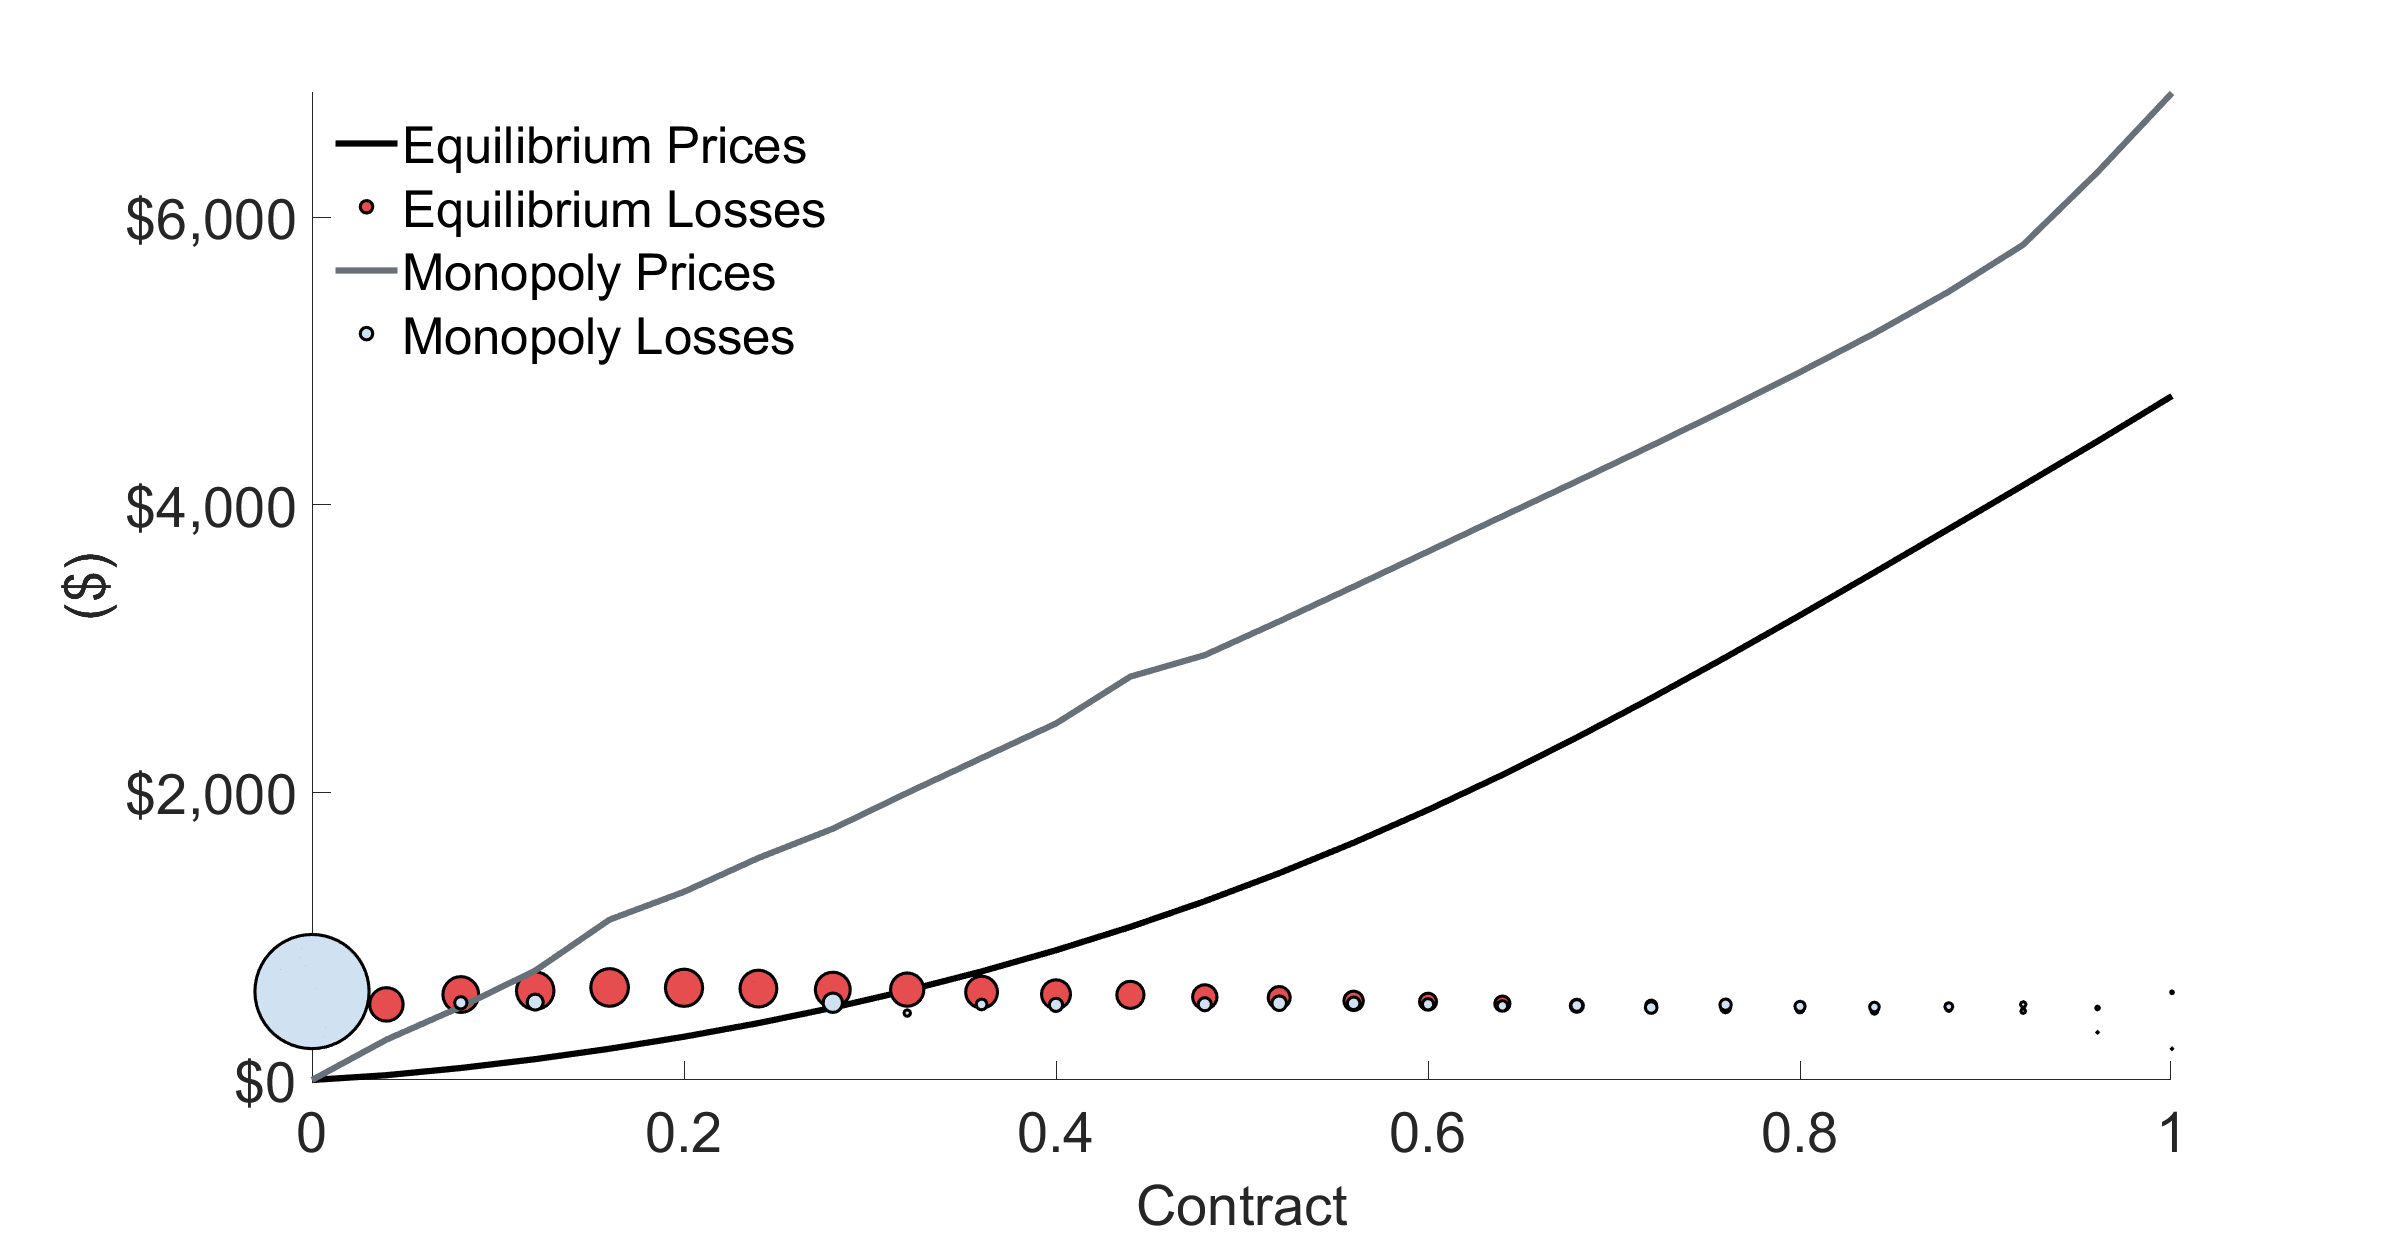 Equilibrium Prices
Equilibrium Losses
Monopoly Prices
Monopoly Losses
$6,000
$4,000
$2,000
$0
($)
0 0.2 0.4 0.6 0.8 1
Contract